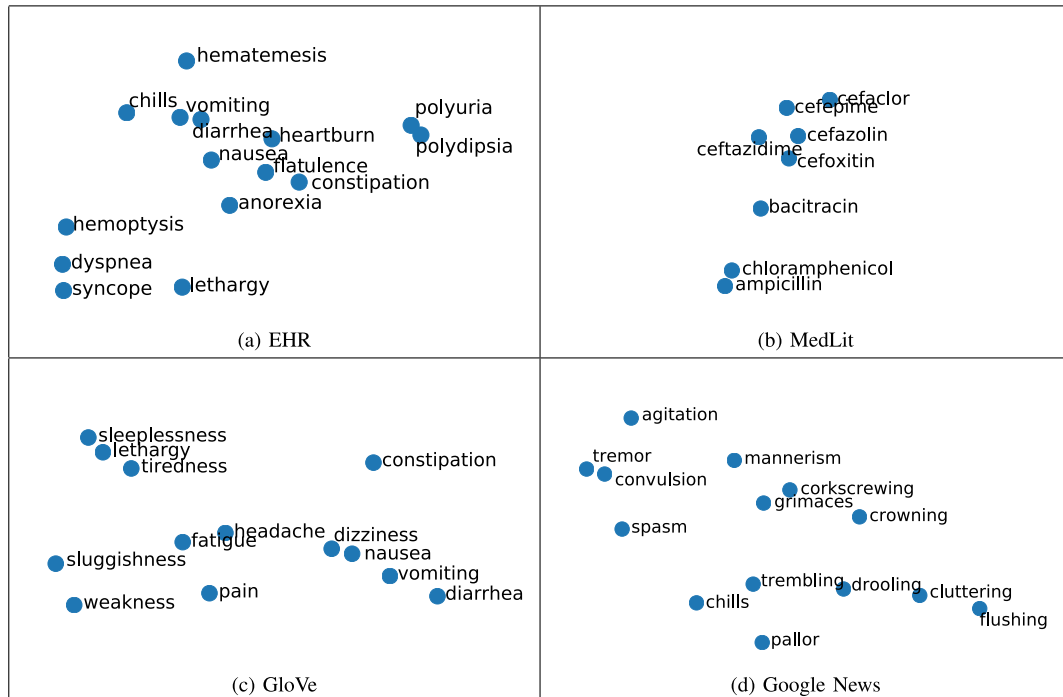 hematemesis
chills
vomiting
diarrhea
heartburn
polyuria
polydipsia
nausea
flatulence
constipation
anorexia
hemoptysis
dyspnea
syncope
lethargy
(a) EHR
cefaclor
cefepime
cefazolin
ceftazidime
cefoxitin
bacitracin
chloramphenicol
ampicillin
(b) MedLit
sleeplessness
lethargy
tiredness
constipation
headache
fatigue
dizziness
nausea
sluggishness
vomiting
weakness
pain
diarrhea
(c) GloVe
agitation
tremor
mannerism
convulsion
corkscrewing
grimaces
crowning
spasm
trembling
drooling
cluttering
chills
flushing
pallor
(d) Google News